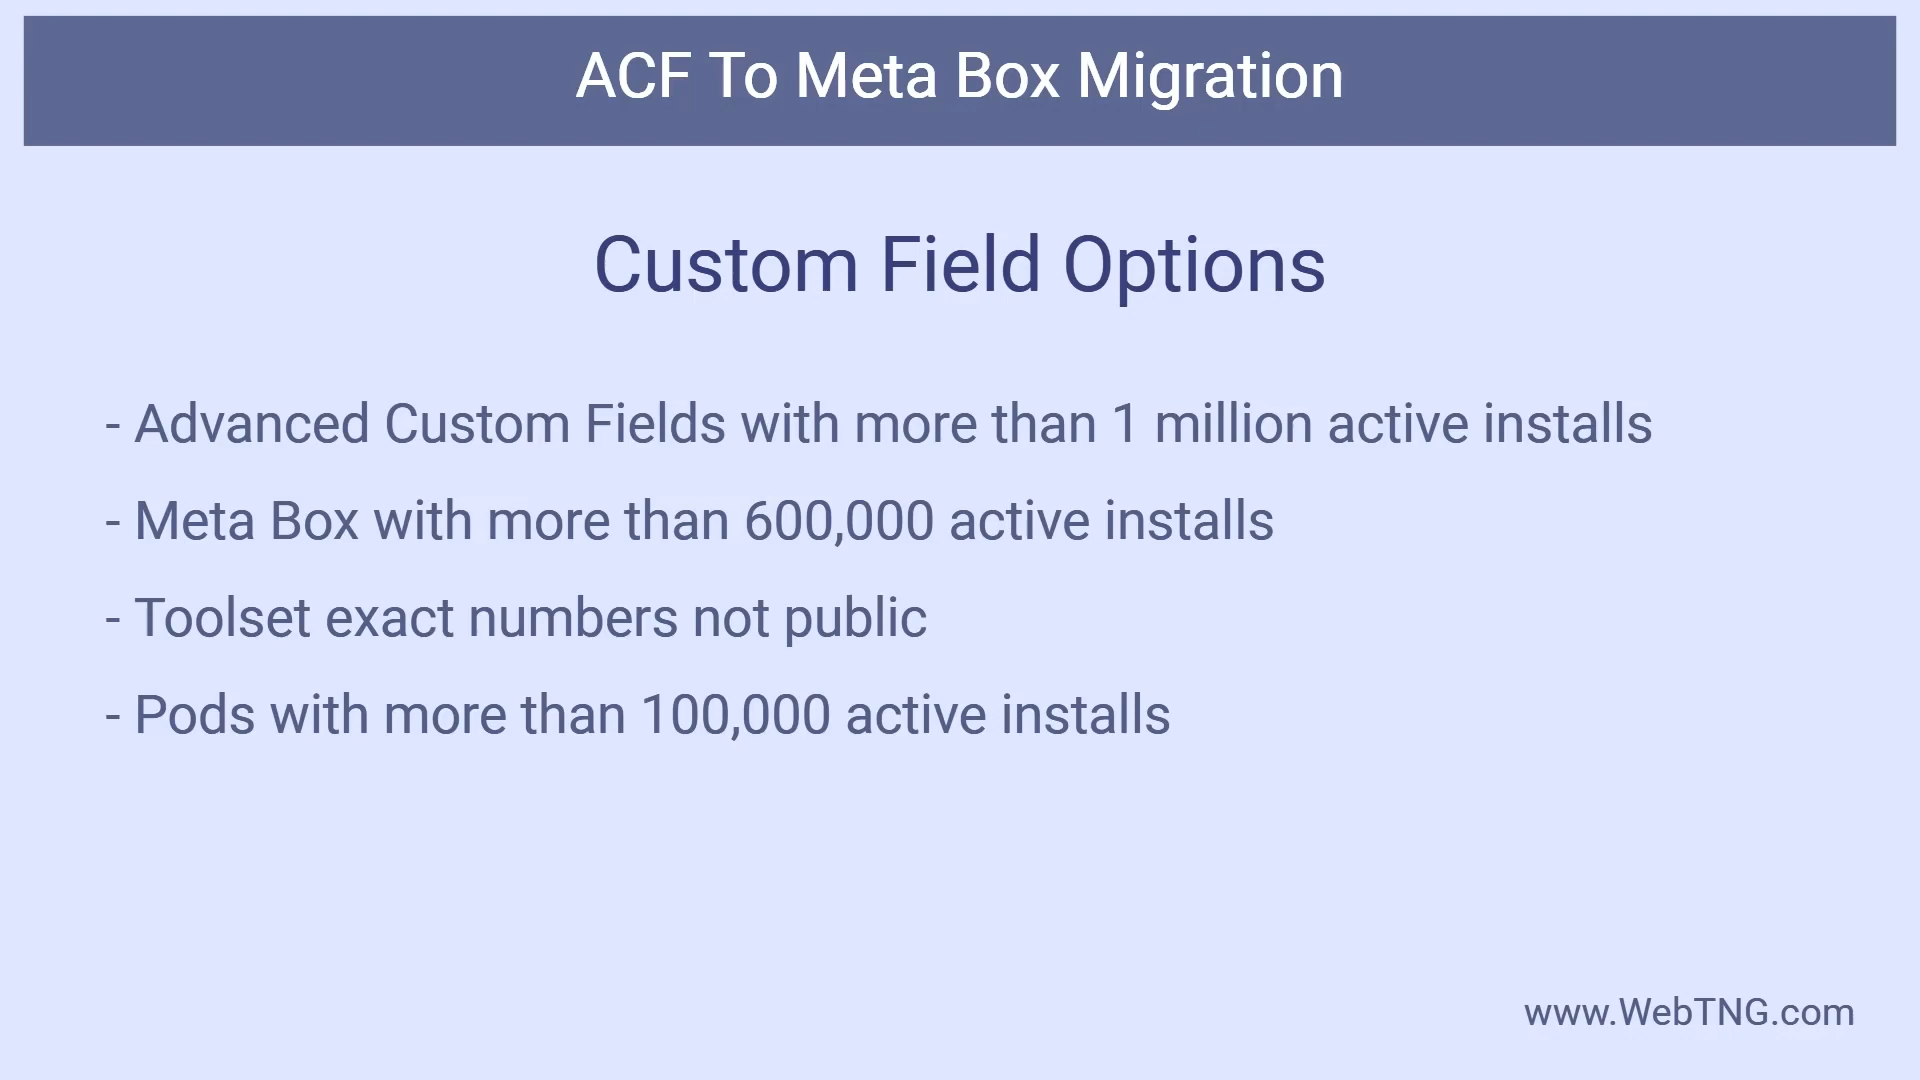 ACF To Meta Box Migration
Custom Field Options
- Advanced Custom Fields with more than 1 million active installs
- Meta Box with more than 600,000 active installs
- Toolset exact numbers not public
- Pods with more than 100,000 active installs
www.WebTNG.com